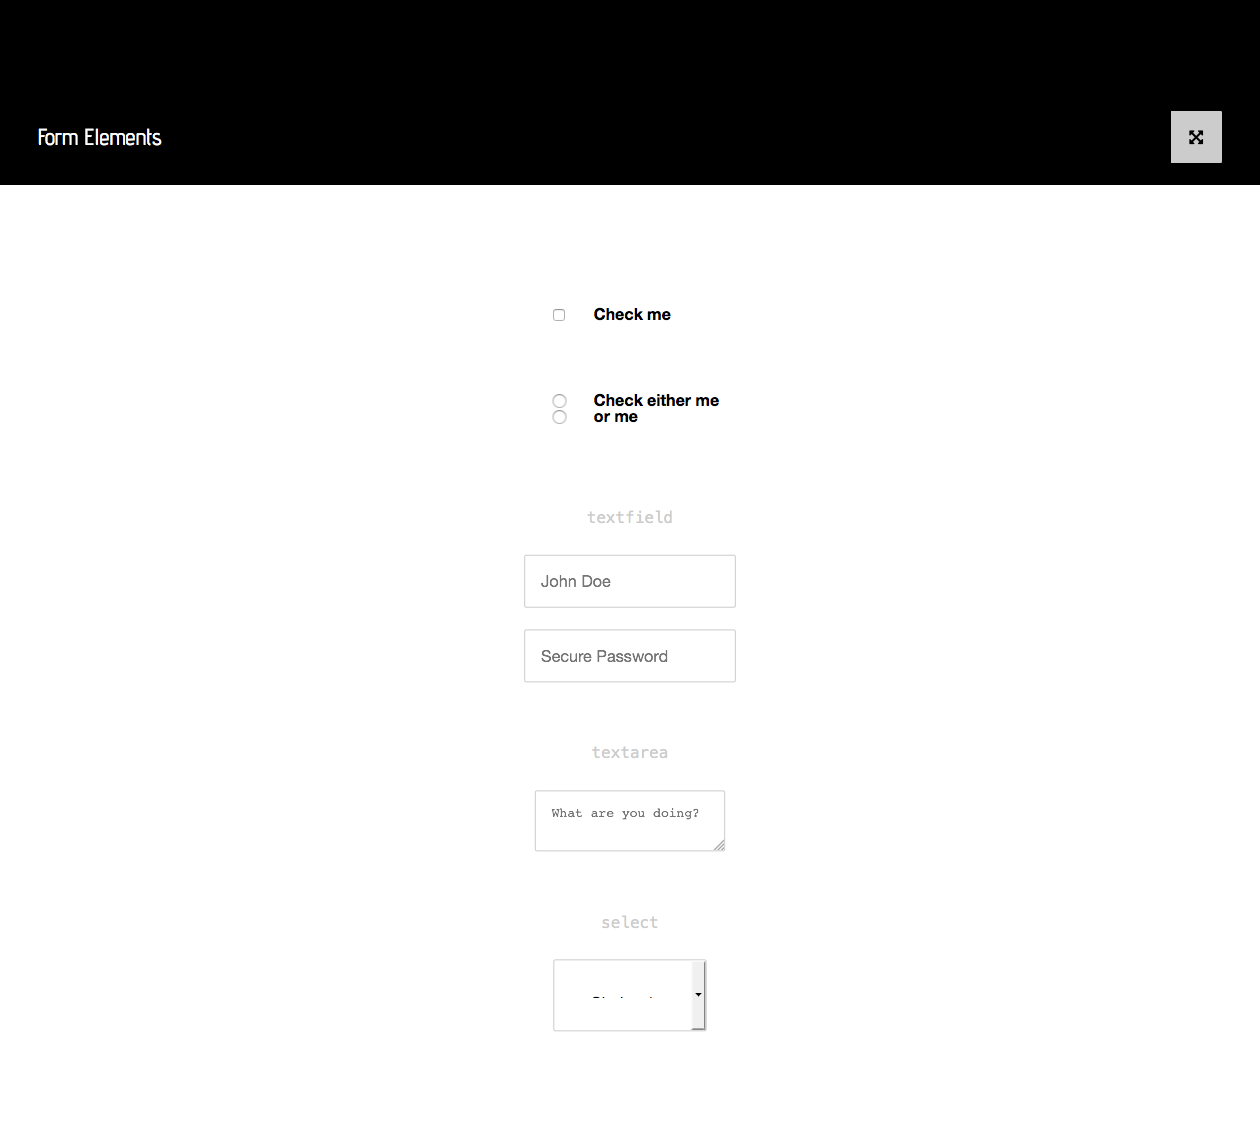 Form Elements
Check me
Check either me
or me
textfield
John Doe
Secure Password
textarea
What are you doing?
select